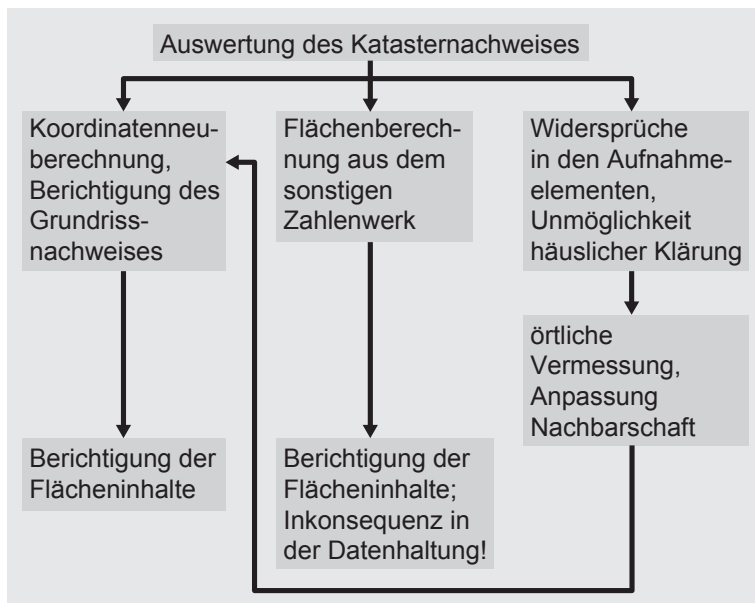 Auswertung des Katasternachweises
Koordinatenneu-
berechnung,
Berichtigung des
Grundriss-
nachweises
Flächenberech-
nung aus dem
sonstigen
Zahlenwerk
Widersprüche
in den Aufnahme-
elementen,
Unmöglichkeit
häuslicher Klärung
örtliche
Vermessung,
Anpassung
Nachbarschaft
Berichtigung der
Flächeninhalte
Berichtigung der
Flächeninhalte;
Inkonsequenz in
der Datenhaltung!